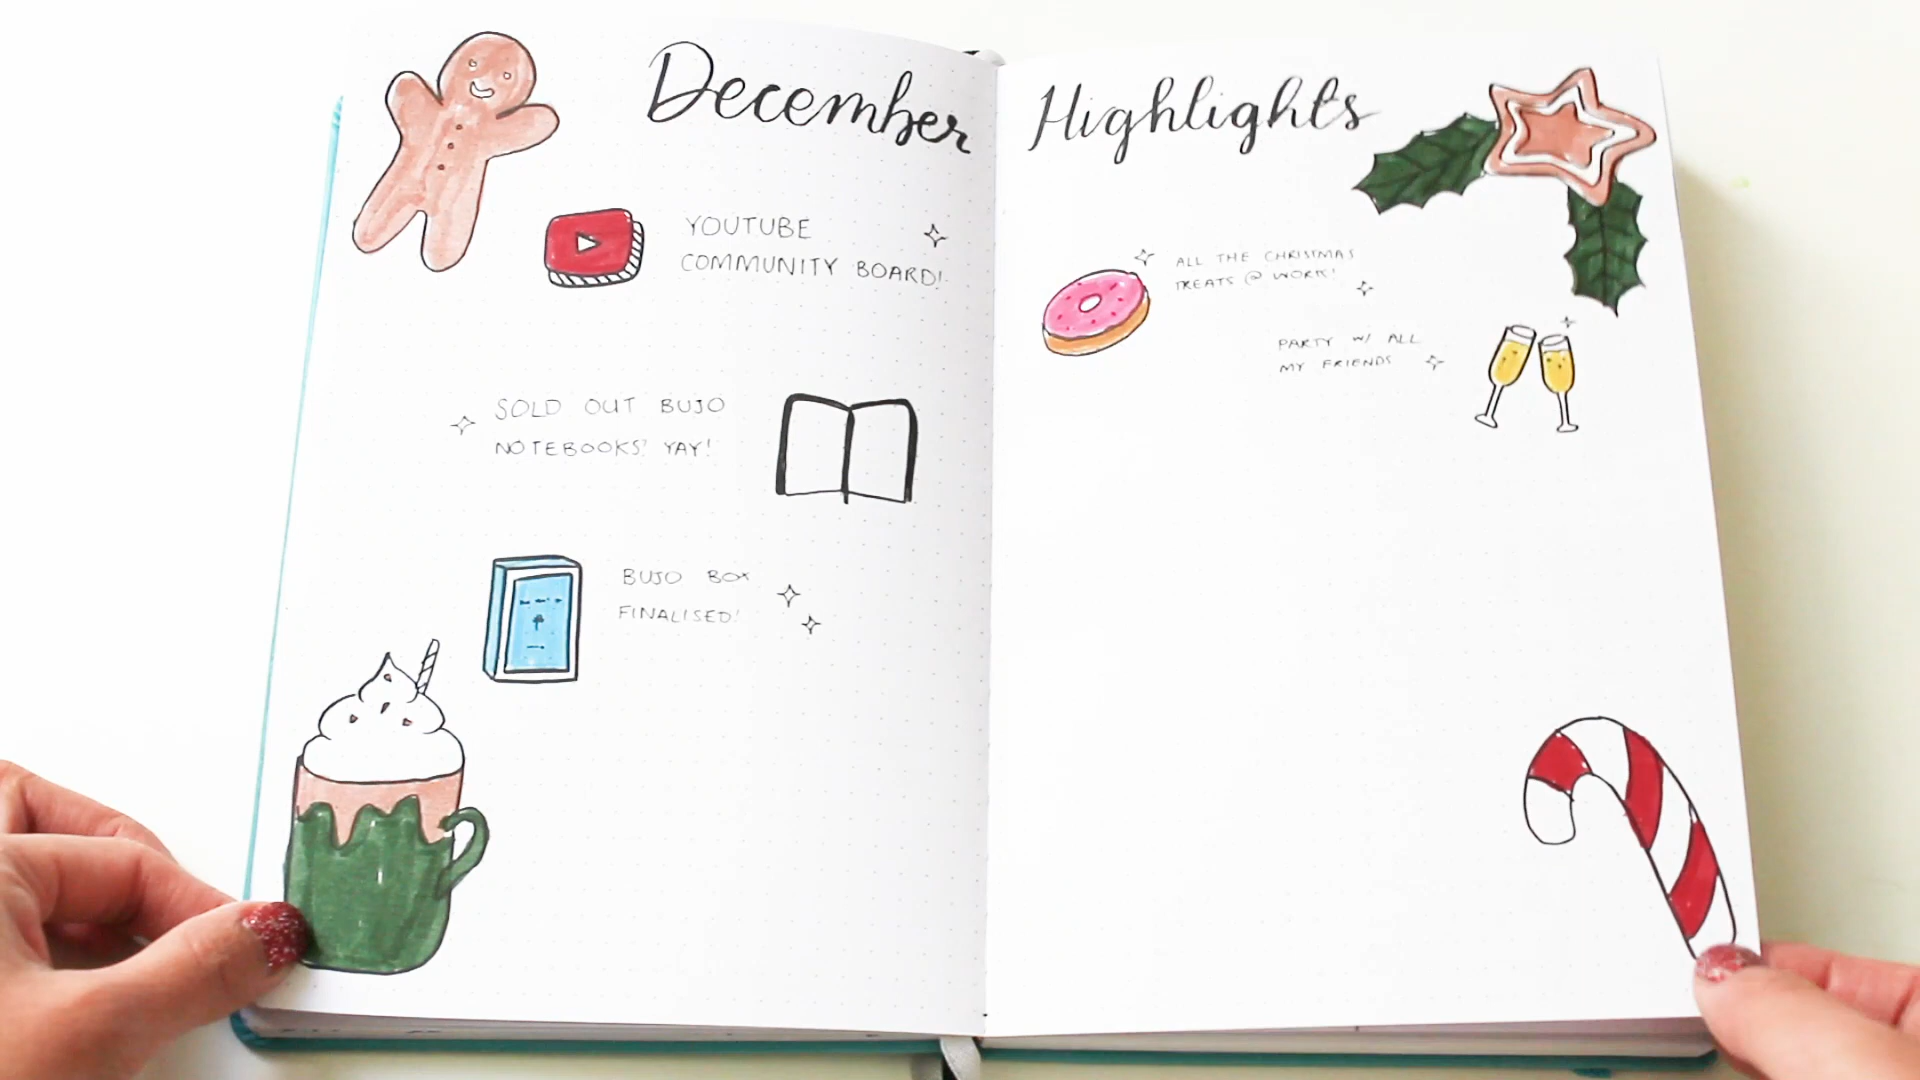 December Highlights
YOUTUBE
COMMUNITY BOARD!
SOLD OUT BUJO
NOTEBOOKS? YAY!
BUJO BOX
FINALISED!
ALL THE CHRISTMAS
TREATS @ WORK!
PARTY W/ ALL
MY FRIENDS